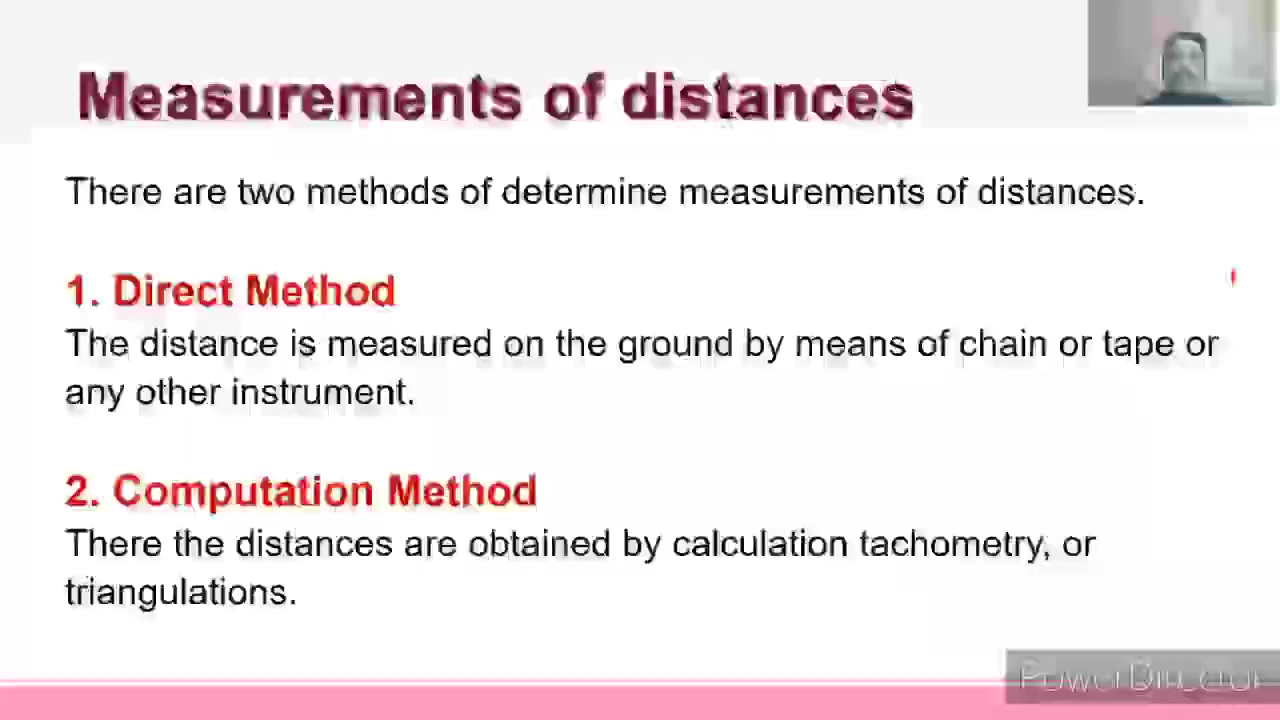 Measurements of distances
There are two methods of determine measurements of distances.
1. Direct Method
The distance is measured on the ground by means of chain or tape or
any other instrument.
2. Computation Method
There the distances are obtained by calculation tachometry, or
triangulations.
PowerDirector